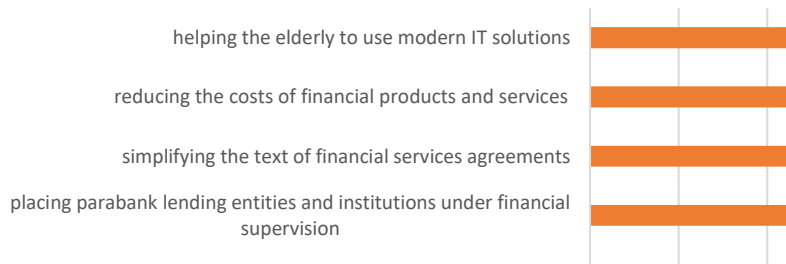 helping the elderly to use modern IT solutions
reducing the costs of financial products and services
simplifying the text of financial services agreements
placing parabank lending entities and institutions under financial
supervision